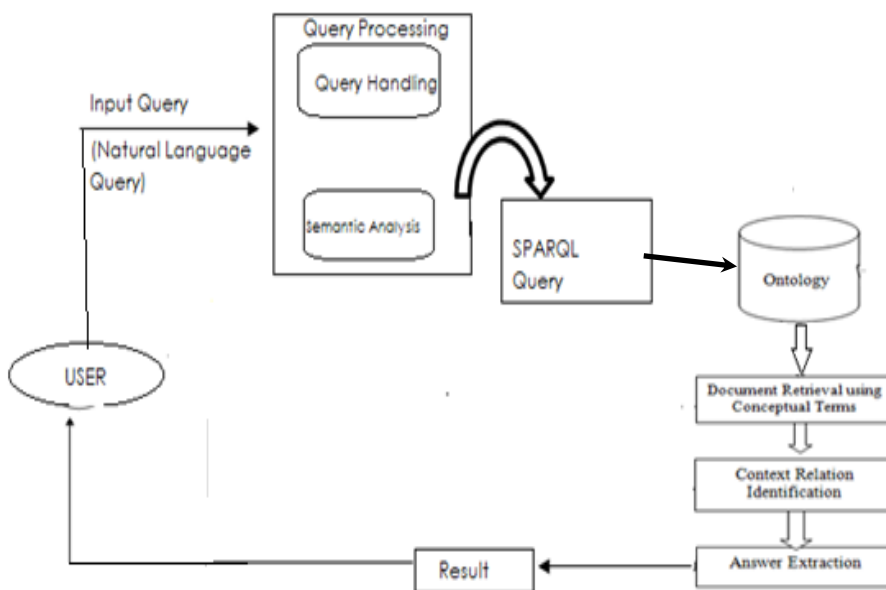 Query Processing
Query Handling
Input Query
(Natural Language
Query)
Semantic Analysis
SPARQL
Query
Ontology
USER
Document Retrieval using
Conceptual Terms
Context Relation
Identification
Answer Extraction
Result